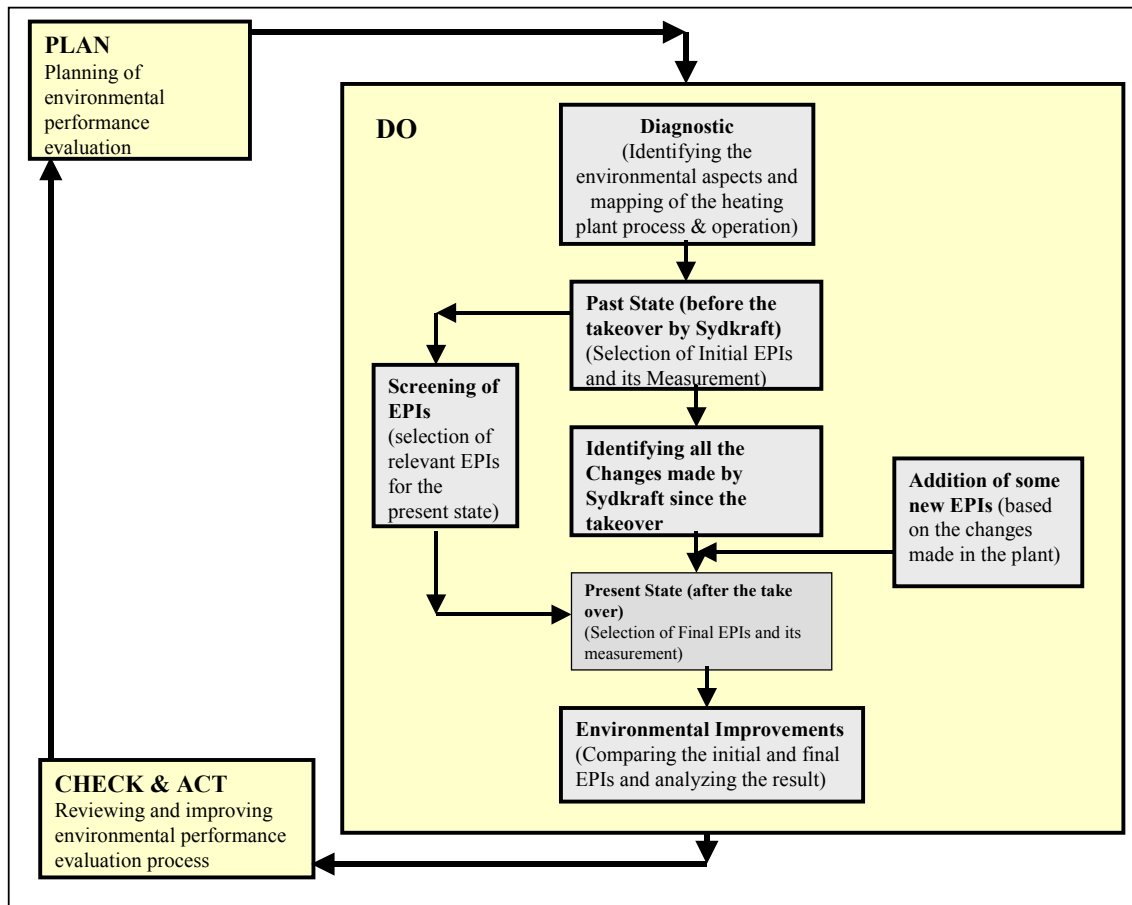 PLAN
Planning of
environmental
performance
evaluation
DO
Diagnostic
(Identifying the
environmental aspects and
mapping of the heating
plant process & operation)
Past State (before the
takeover by Sydkraft)
(Selection of Initial EPIs
and its Measurement)
Screening of
EPIs
(selection of
relevant EPIs
for the
present state)
Identifying all the
Changes made by
Sydkraft since the
takeover
Addition of some
new EPIs (based
on the changes
made in the plant)
Present State (after the take
over)
(Selection of Final EPIs and its
measurement)
Environmental Improvements
(Comparing the initial and final
EPIs and analyzing the result)
CHECK & ACT
Reviewing and improving
environmental performance
evaluation process